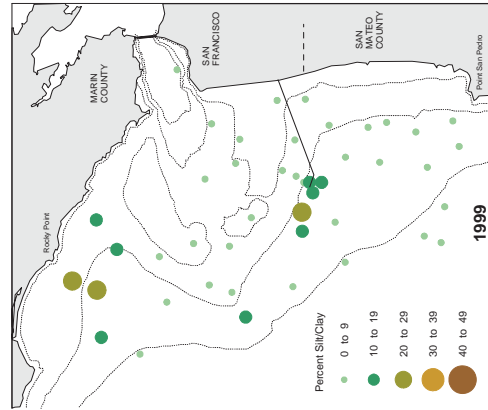 MARIN
COUNTY
SAN
FRANCISCO
SAN
MATEO
COUNTY
Rocky Point
Point San Pedro
Percent Silt/Clay
0 to 9
10 to 19
20 to 29
30 to 39
40 to 49
1999